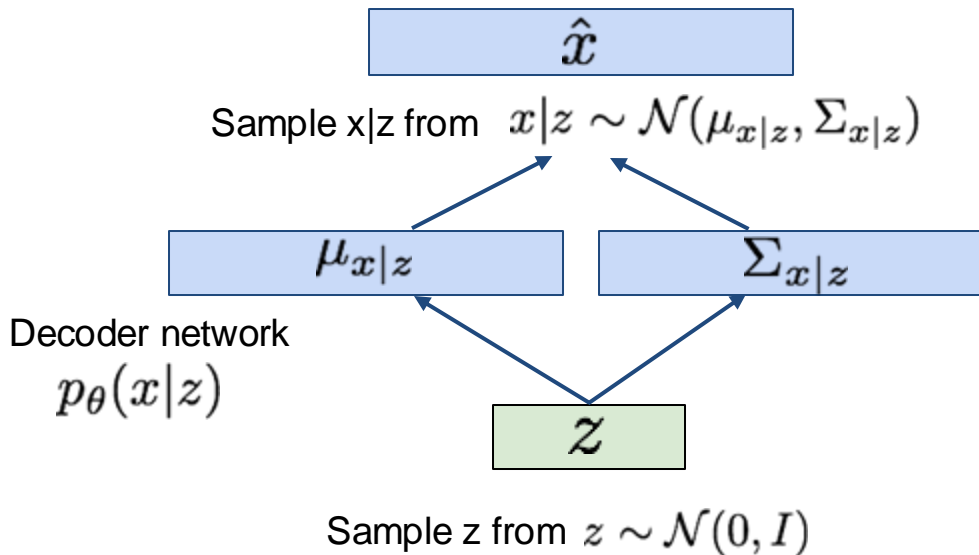 x̂
Sample x|z from x|z ∼ 𝒩(μ_{x|z}, Σ_{x|z})
μ_{x|z} Σ_{x|z}
Decoder network
p_θ(x|z)
z
Sample z from z ∼ 𝒩(0, I)